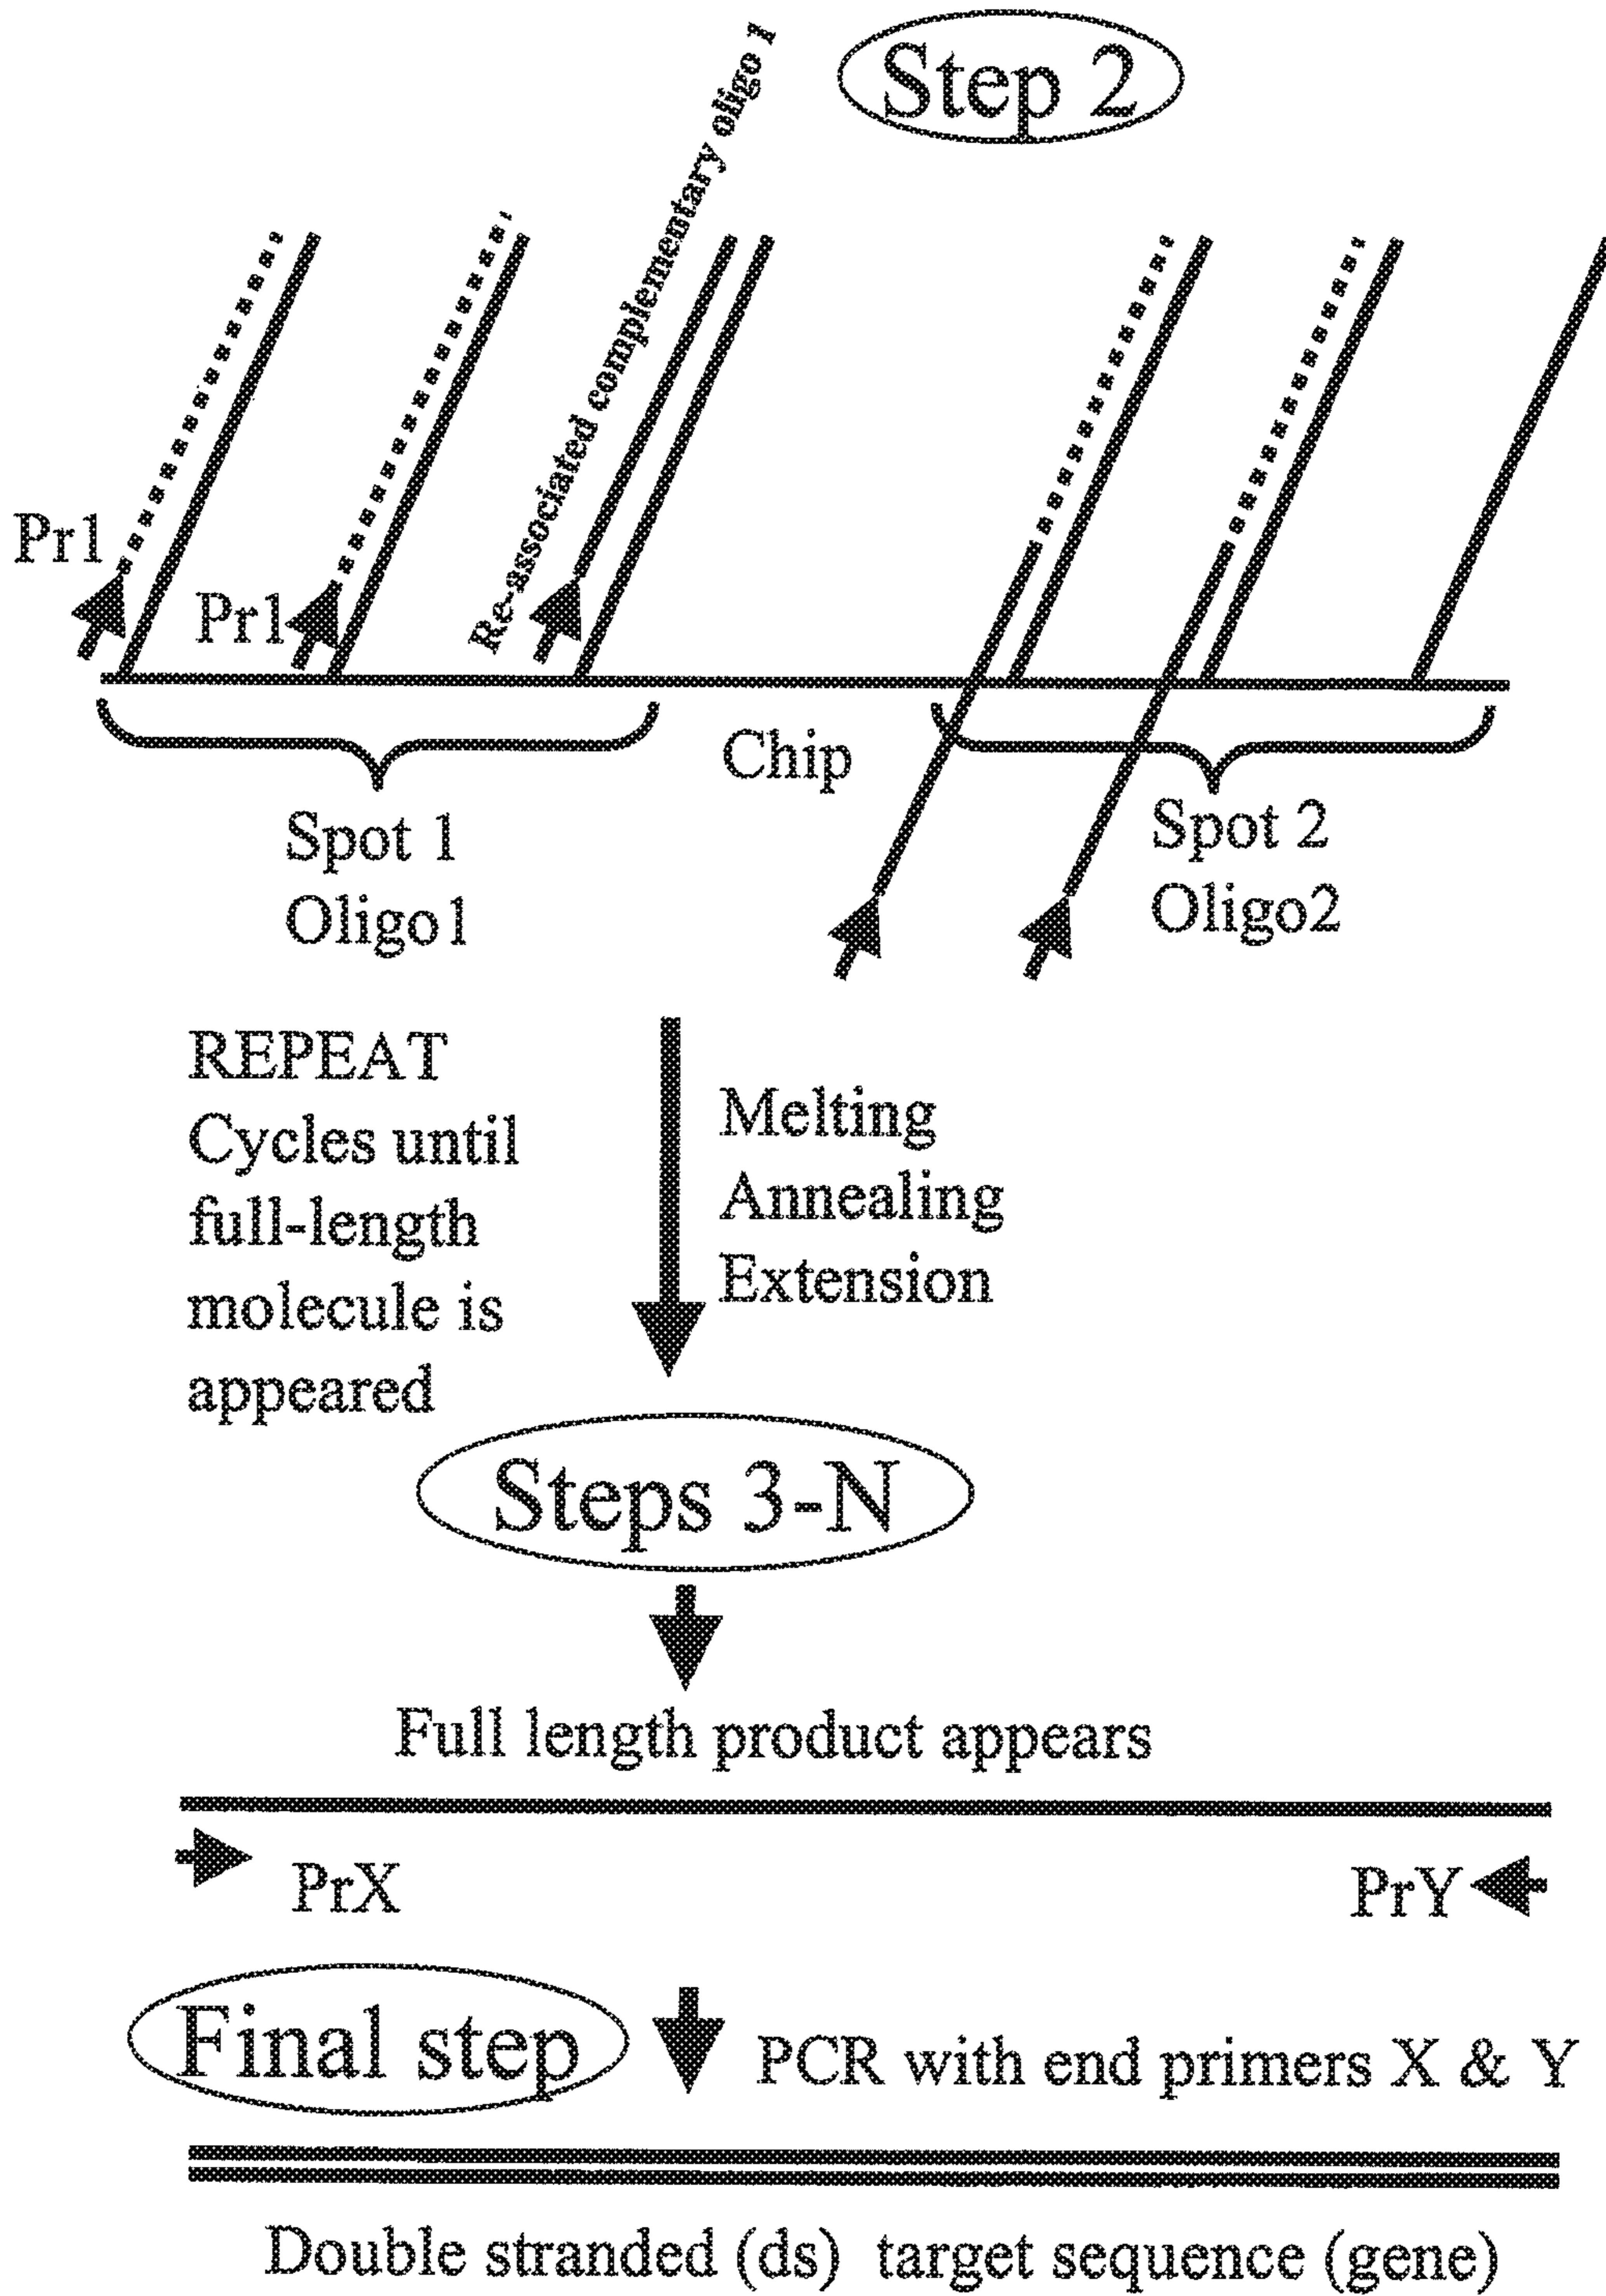 Step 2
Re-associated complementary oligo 1
Pr1
Pr1
Chip
Spot 1
Oligo1
Spot 2
Oligo2
REPEAT
Cycles until
full-length
molecule is
appeared
Melting
Annealing
Extension
Steps 3-N
Full length product appears
PrX
PrY
Final step
PCR with end primers X & Y
Double stranded (ds) target sequence (gene)